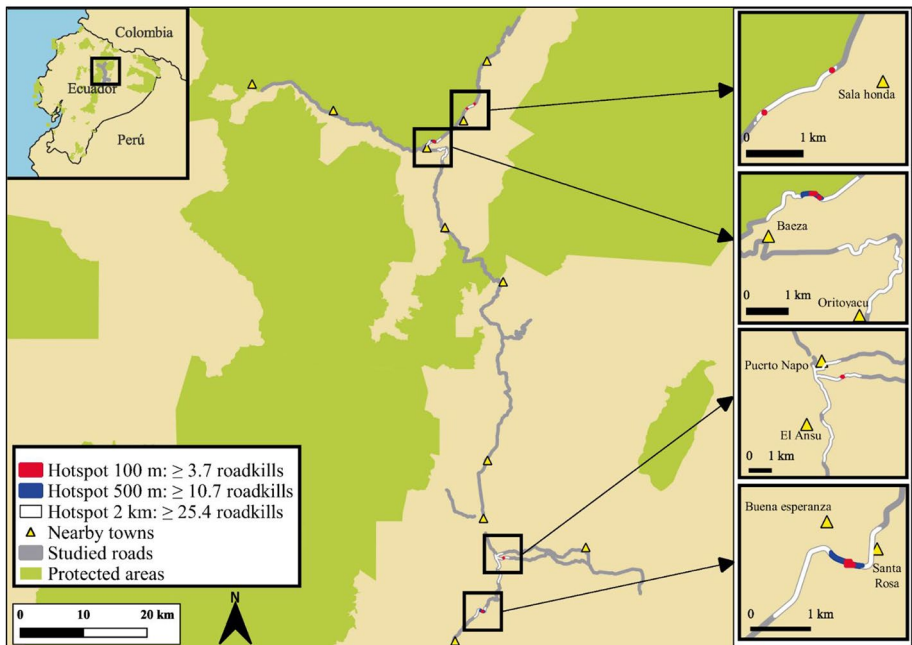 Colombia
Ecuador
Perú
Sala honda
0
1 km
Baeza
Oritoyacu
0
1 km
Puerto Napo
El Ansu
0
1 km
Buena esperanza
Santa
Rosa
0
1 km
Hotspot 100 m: ≥ 3.7 roadkills
Hotspot 500 m: ≥ 10.7 roadkills
Hotspot 2 km: ≥ 25.4 roadkills
Nearby towns
Studied roads
Protected areas
0 10 20 km
N